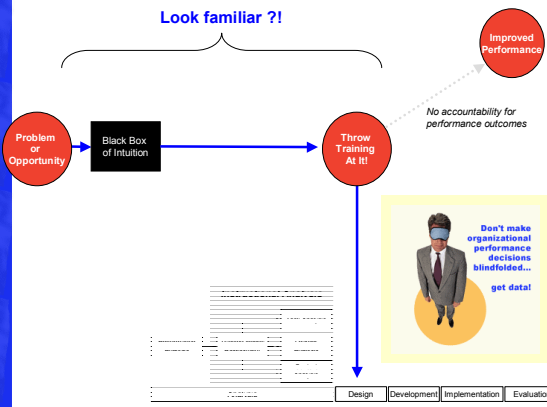 Look familiar ?!
Improved
Performance
No accountability for
performance outcomes
Problem
or
Opportunity
Black Box
of Intuition
Throw
Training
At It!
Don't make
organizational
performance
decisions
blindfolded...
get data!
Design
Development
Implementation
Evaluatio